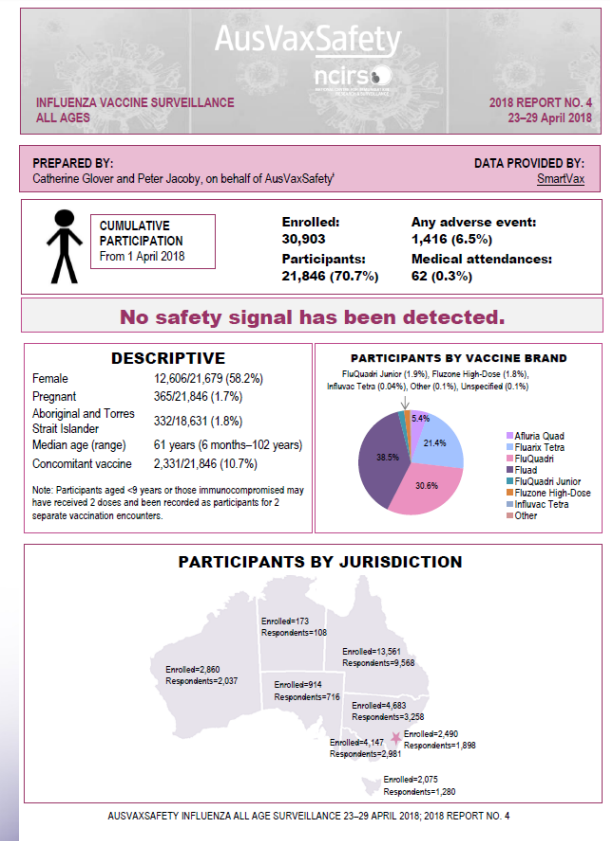 AusVaxSafety
ncirs
INFLUENZA VACCINE SURVEILLANCE
ALL AGES
2018 REPORT NO. 4
23–29 April 2018
PREPARED BY:
Catherine Glover and Peter Jacoby, on behalf of AusVaxSafety
DATA PROVIDED BY:
SmartVax
CUMULATIVE
PARTICIPATION
From 1 April 2018
Enrolled:
30,903
Participants:
21,846 (70.7%)
Any adverse event:
1,416 (6.5%)
Medical attendances:
62 (0.3%)
No safety signal has been detected.
DESCRIPTIVE
Female 12,606/21,679 (58.2%)
Pregnant 365/21,846 (1.7%)
Aboriginal and Torres
Strait Islander 332/18,631 (1.8%)
Median age (range) 61 years (6 months–102 years)
Concomitant vaccine 2,331/21,846 (10.7%)
Note: Participants aged <9 years or those immunocompromised may
have received 2 doses and been recorded as participants for 2
separate vaccination encounters.
PARTICIPANTS BY VACCINE BRAND
FluQuadri Junior (1.9%), Fluzone High-Dose (1.8%),
Influvac Tetra (0.04%), Other (0.1%), Unspecified (0.1%)
5.4%
21.4%
38.5%
30.6%
Afluria Quad
Fluarix Tetra
FluQuadri
Fluad
FluQuadri Junior
Fluzone High-Dose
Influvac Tetra
Other
PARTICIPANTS BY JURISDICTION
Enrolled=173
Respondents=108
Enrolled=13,561
Respondents=9,568
Enrolled=2,860
Respondents=2,037
Enrolled=914
Respondents=716
Enrolled=4,683
Respondents=3,258
Enrolled=2,490
Respondents=1,898
Enrolled=4,147
Respondents=2,981
Enrolled=2,075
Respondents=1,280
AUSVAXSAFETY INFLUENZA ALL AGE SURVEILLANCE 23–29 APRIL 2018; 2018 REPORT NO. 4